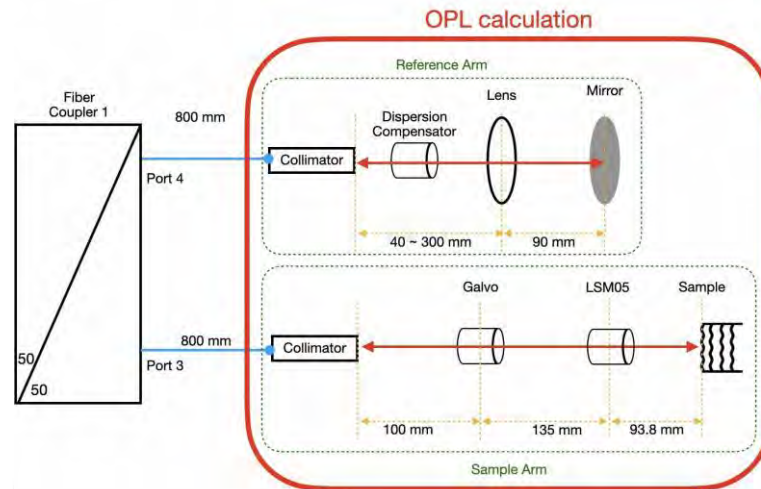 OPL calculation
Reference Arm
Fiber
Coupler 1
800 mm
Lens
Mirror
Dispersion
Compensator
Collimator
Port 4
40 ~ 300 mm
90 mm
Galvo
LSM05
Sample
800 mm
Collimator
50
Port 3
50
100 mm
135 mm
93.8 mm
Sample Arm